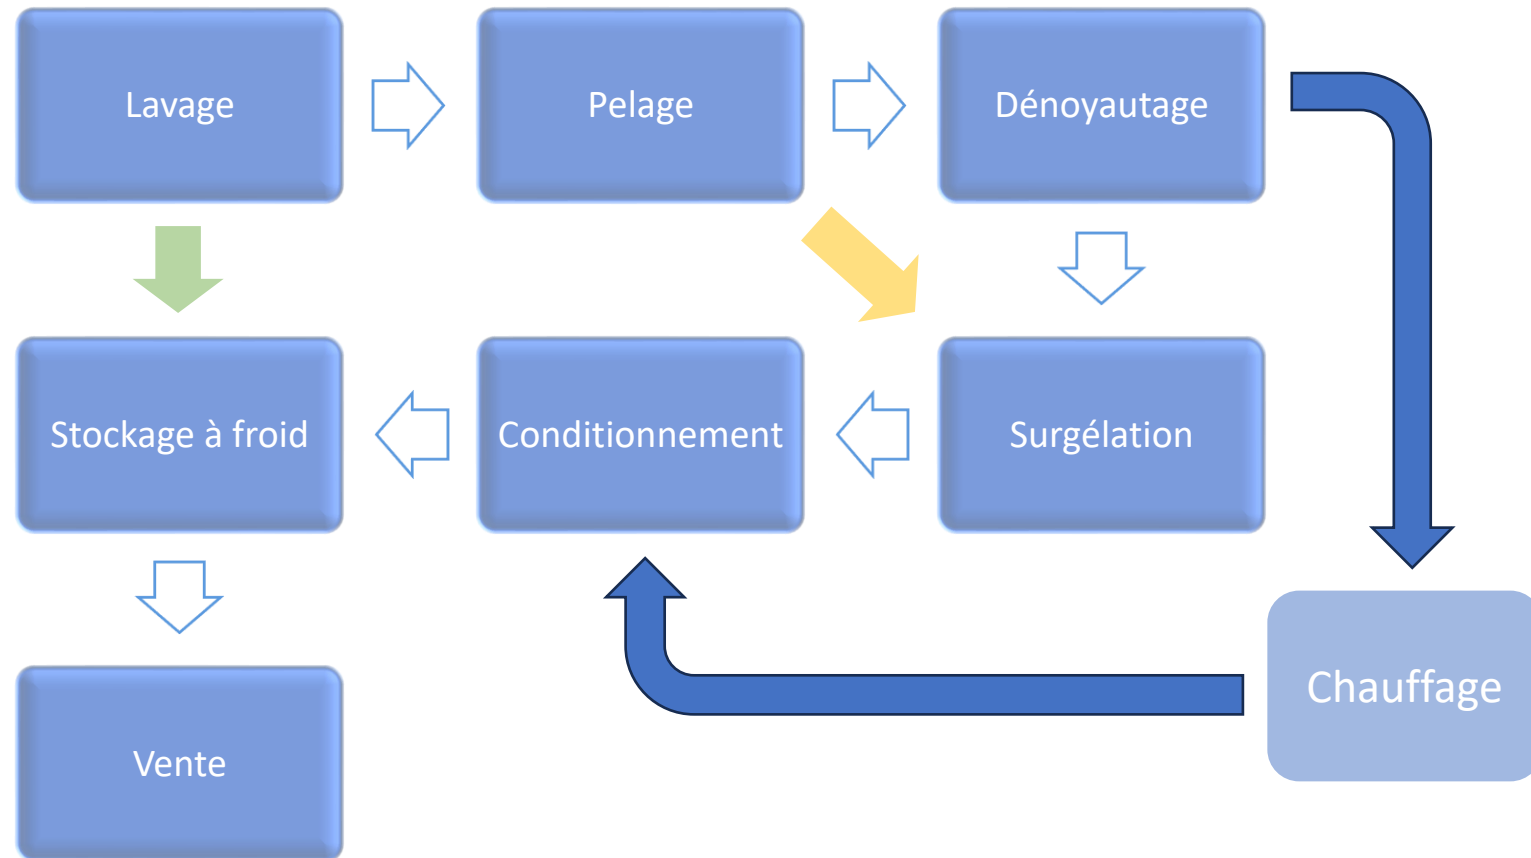 Lavage
Pelage
Dénoyautage
Stockage à froid
Conditionnement
Surgélation
Chauffage
Vente